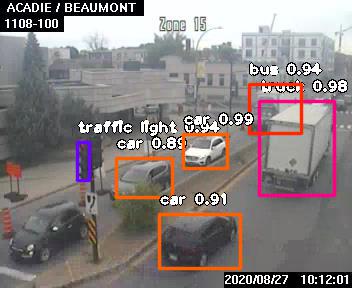 ACADIE / BEAUMONT
1108-100
Zone 15
bus 0.94
truck 0.98
car 0.99
traffic light 0.94
car 0.89
car 0.91
2020/08/27 10:12:01